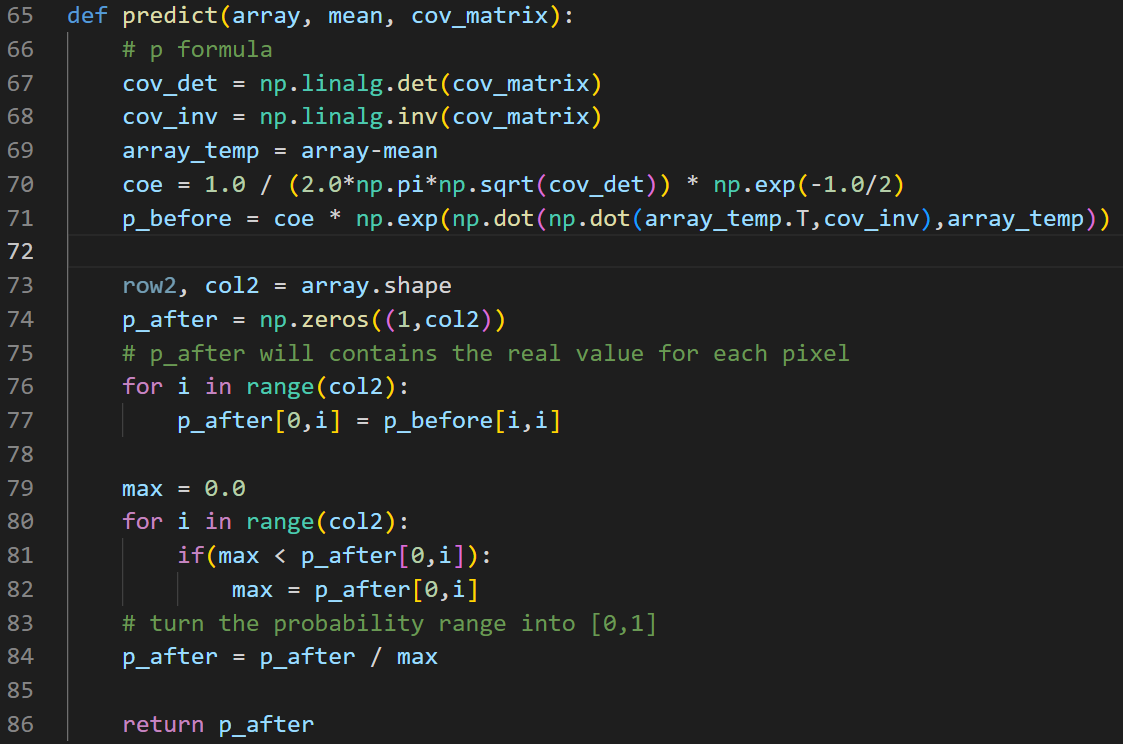 65 def predict(array, mean, cov_matrix):
66     # p formula
67     cov_det = np.linalg.det(cov_matrix)
68     cov_inv = np.linalg.inv(cov_matrix)
69     array_temp = array-mean
70     coe = 1.0 / (2.0*np.pi*np.sqrt(cov_det)) * np.exp(-1.0/2)
71     p_before = coe * np.exp(np.dot(np.dot(array_temp.T,cov_inv),array_temp))
72
73     row2, col2 = array.shape
74     p_after = np.zeros((1,col2))
75     # p_after will contains the real value for each pixel
76     for i in range(col2):
77         p_after[0,i] = p_before[i,i]
78
79     max = 0.0
80     for i in range(col2):
81         if(max < p_after[0,i]):
82             max = p_after[0,i]
83     # turn the probability range into [0,1]
84     p_after = p_after / max
85
86     return p_after